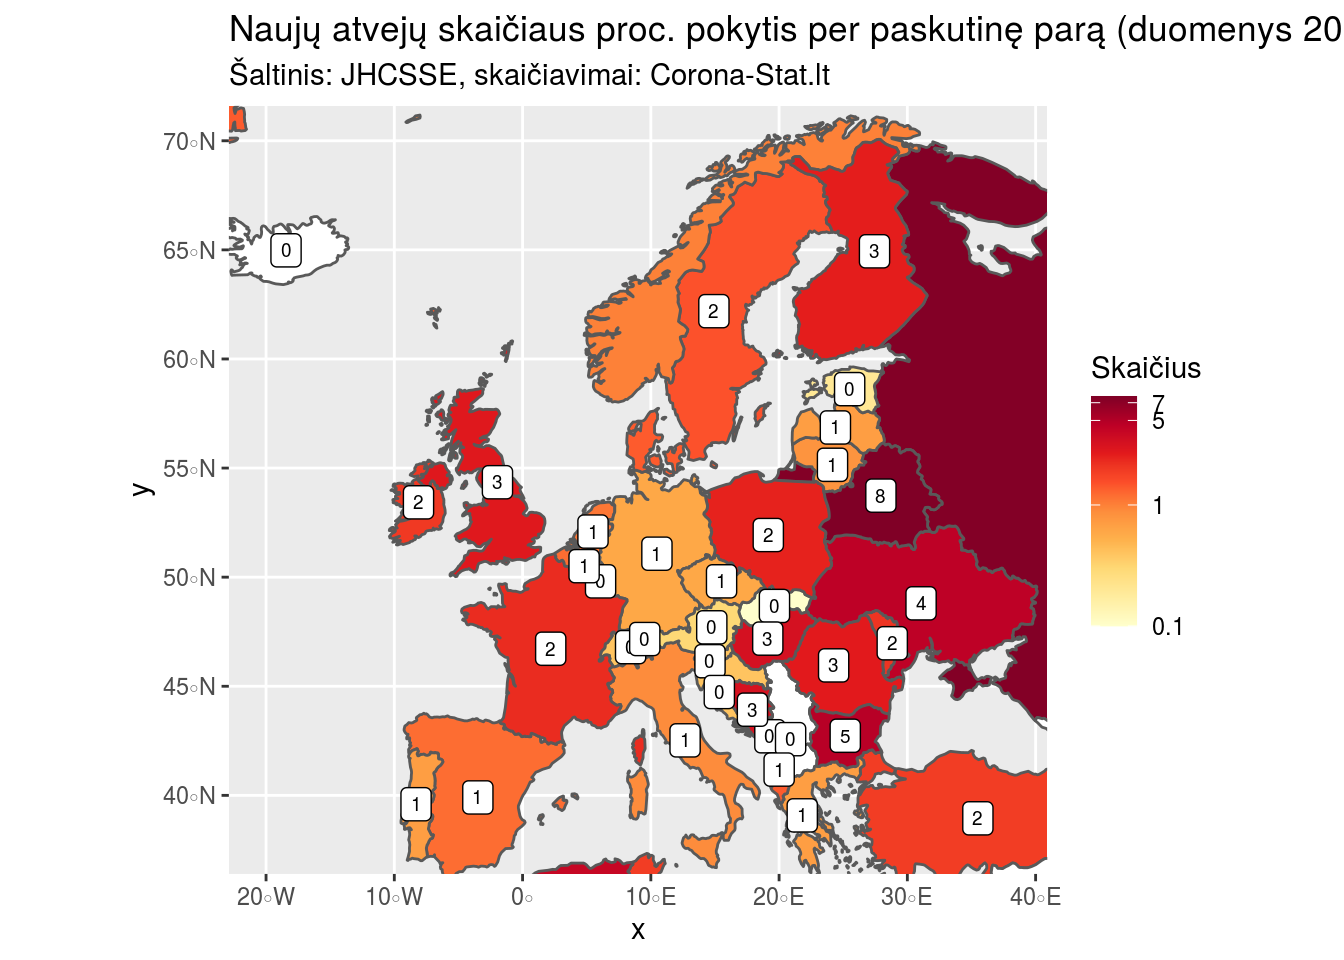 Naujų atvejų skaičiaus proc. pokytis per paskutinę parą (duomenys 20
Šaltinis: JHCSSE, skaičiavimai: Corona-Stat.lt
70◦N
65◦N
60◦N
55◦N
50◦N
45◦N
40◦N
y
0
3
2
0
1
1
3
2
8
1
2
1
1
0
1
0
4
0
3
2
0
0
2
0
3
0
3
1
0
0
5
1
1
1
1
2
20◦W
10◦W
0◦
10◦E
20◦E
30◦E
40◦E
x
Skaičius
7
5
1
0.1